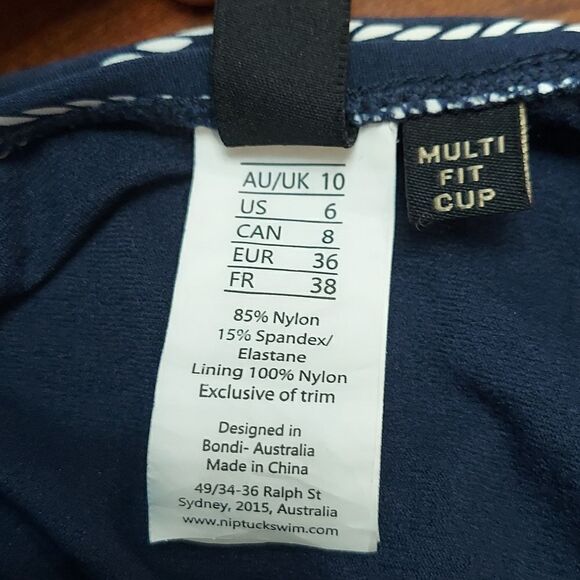 AU/UK 10
US 6
CAN 8
EUR 36
FR 38
85% Nylon
15% Spandex/
Elastane
Lining 100% Nylon
Exclusive of trim
Designed in
Bondi- Australia
Made in China
49/34-36 Ralph St
Sydney, 2015, Australia
www.niptuckswim.com
MULTI
FIT
CUP